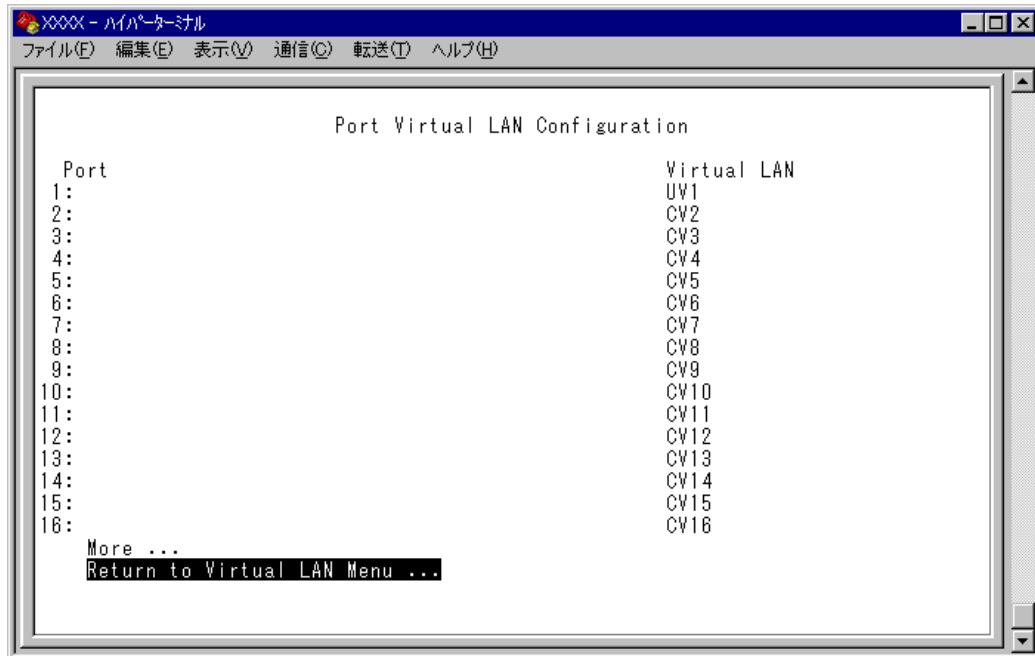 XXXX - ﾊｲﾊﾟｰﾀｰﾐﾅﾙ
ファイル(F) 編集(E) 表示(V) 通信(C) 転送(T) ヘルプ(H)
Port Virtual LAN Configuration
Port Virtual LAN
1: UV1
2: CV2
3: CV3
4: CV4
5: CV5
6: CV6
7: CV7
8: CV8
9: CV9
10: CV10
11: CV11
12: CV12
13: CV13
14: CV14
15: CV15
16: CV16
More ...
Return to Virtual LAN Menu ...